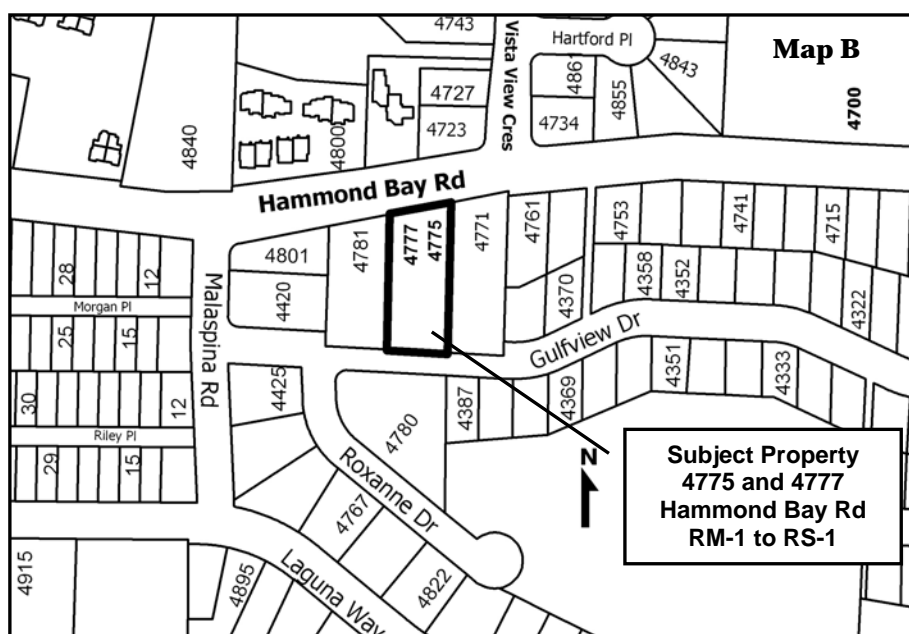 4743
Vista View Cres
Hartford Pl
Map B
4727
4861
4855
4843
4840
4800
4723
4734
4700
Hammond Bay Rd
4801
4781
4777
4775
4771
4761
4753
4741
4715
28
12
Morgan Pl
Malaspina Rd
4420
4370
4358
4352
4322
25
15
Gulfview Dr
4425
4387
4369
4351
4333
30
12
4780
Riley Pl
29
15
Roxanne Dr
N
Subject Property
4775 and 4777
Hammond Bay Rd
RM-1 to RS-1
4767
4915
4895
Laguna Way
4822